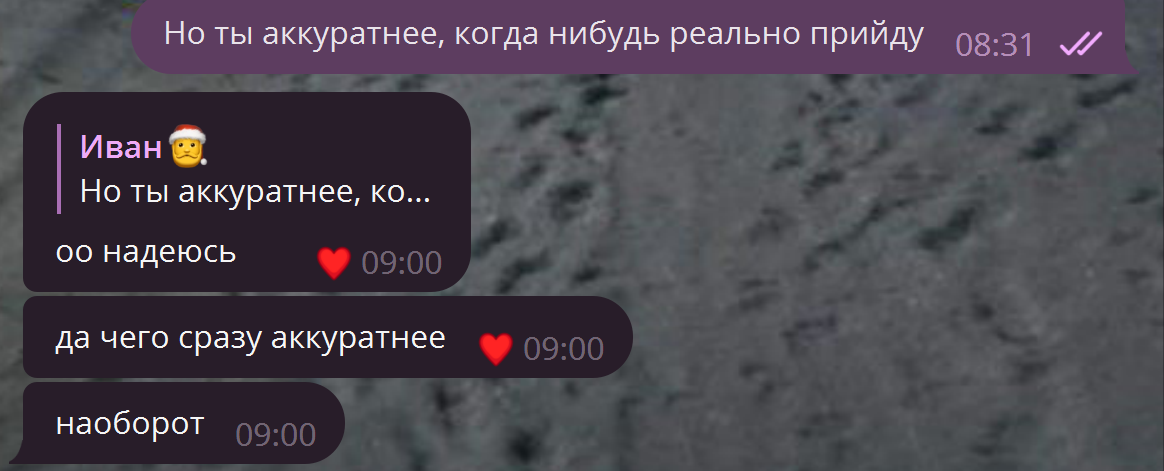 Но ты аккуратнее, когда нибудь реально прийду 08:31
Иван🎅
Но ты аккуратнее, ко...
оо надеюсь ❤️ 09:00
да чего сразу аккуратнее ❤️ 09:00
наоборот 09:00